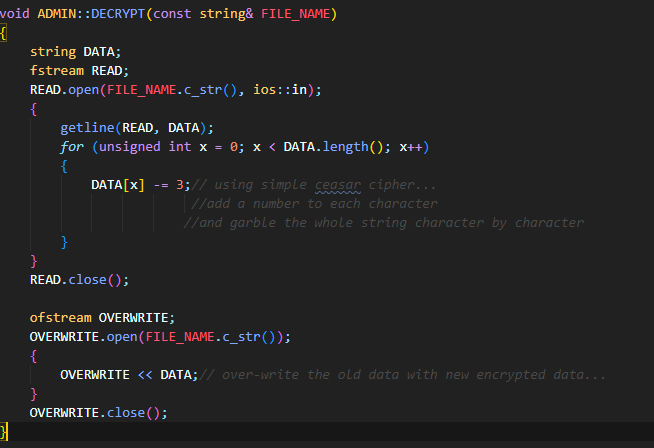 void ADMIN::DECRYPT(const string& FILE_NAME)
{
    string DATA;
    fstream READ;
    READ.open(FILE_NAME.c_str(), ios::in);
    {
        getline(READ, DATA);
        for (unsigned int x = 0; x < DATA.length(); x++)
        {
            DATA[x] -= 3;// using simple ceasar cipher...
                         //add a number to each character
                        //and garble the whole string character by character
        }
    }
    READ.close();

    ofstream OVERWRITE;
    OVERWRITE.open(FILE_NAME.c_str());
    {
        OVERWRITE << DATA;// over-write the old data with new encrypted data...
    }
    OVERWRITE.close();
}